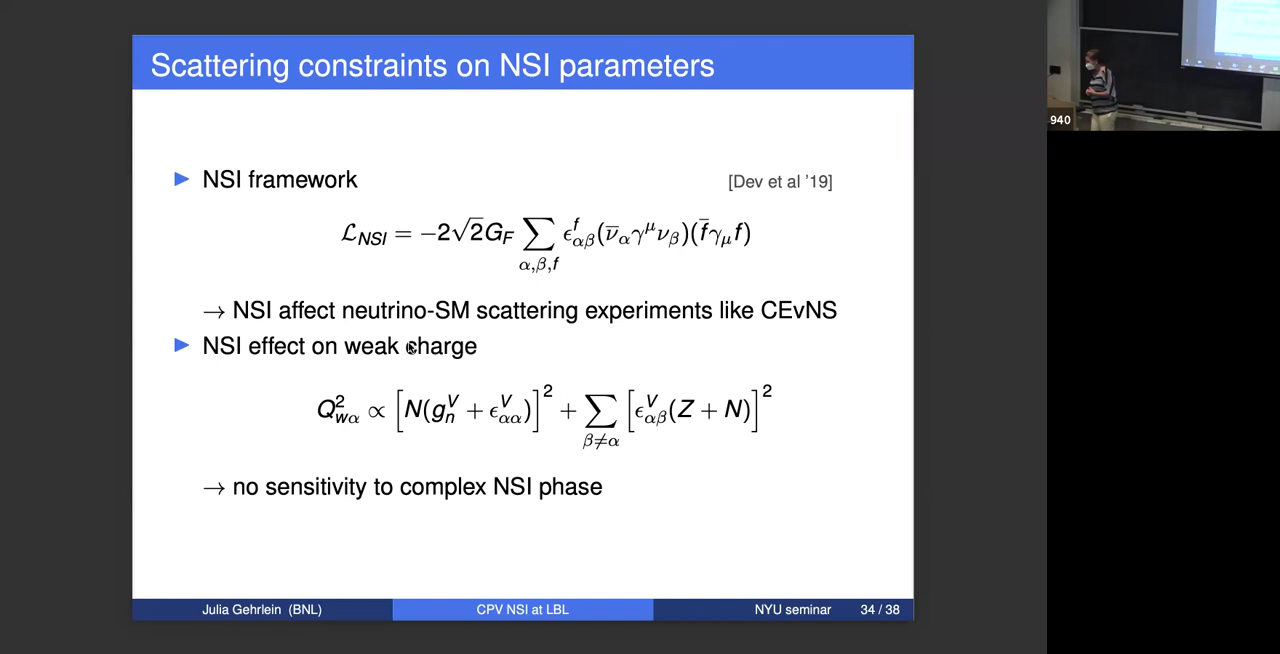 Scattering constraints on NSI parameters
NSI framework
[Dev et al '19]
ℒ_NSI = −2√2 G_F ∑_{α,β,f} ϵ^f_{αβ} (ν̄_α γ^μ ν_β)(f̄ γ_μ f)
→ NSI affect neutrino-SM scattering experiments like CEvNS
NSI effect on weak charge
Q²_{wα} ∝ [N(g^V_n + ϵ^V_{αα})]² + ∑_{β≠α} [ϵ^V_{αβ}(Z + N)]²
→ no sensitivity to complex NSI phase
Julia Gehrlein (BNL)
CPV NSI at LBL
NYU seminar
34 / 38
940